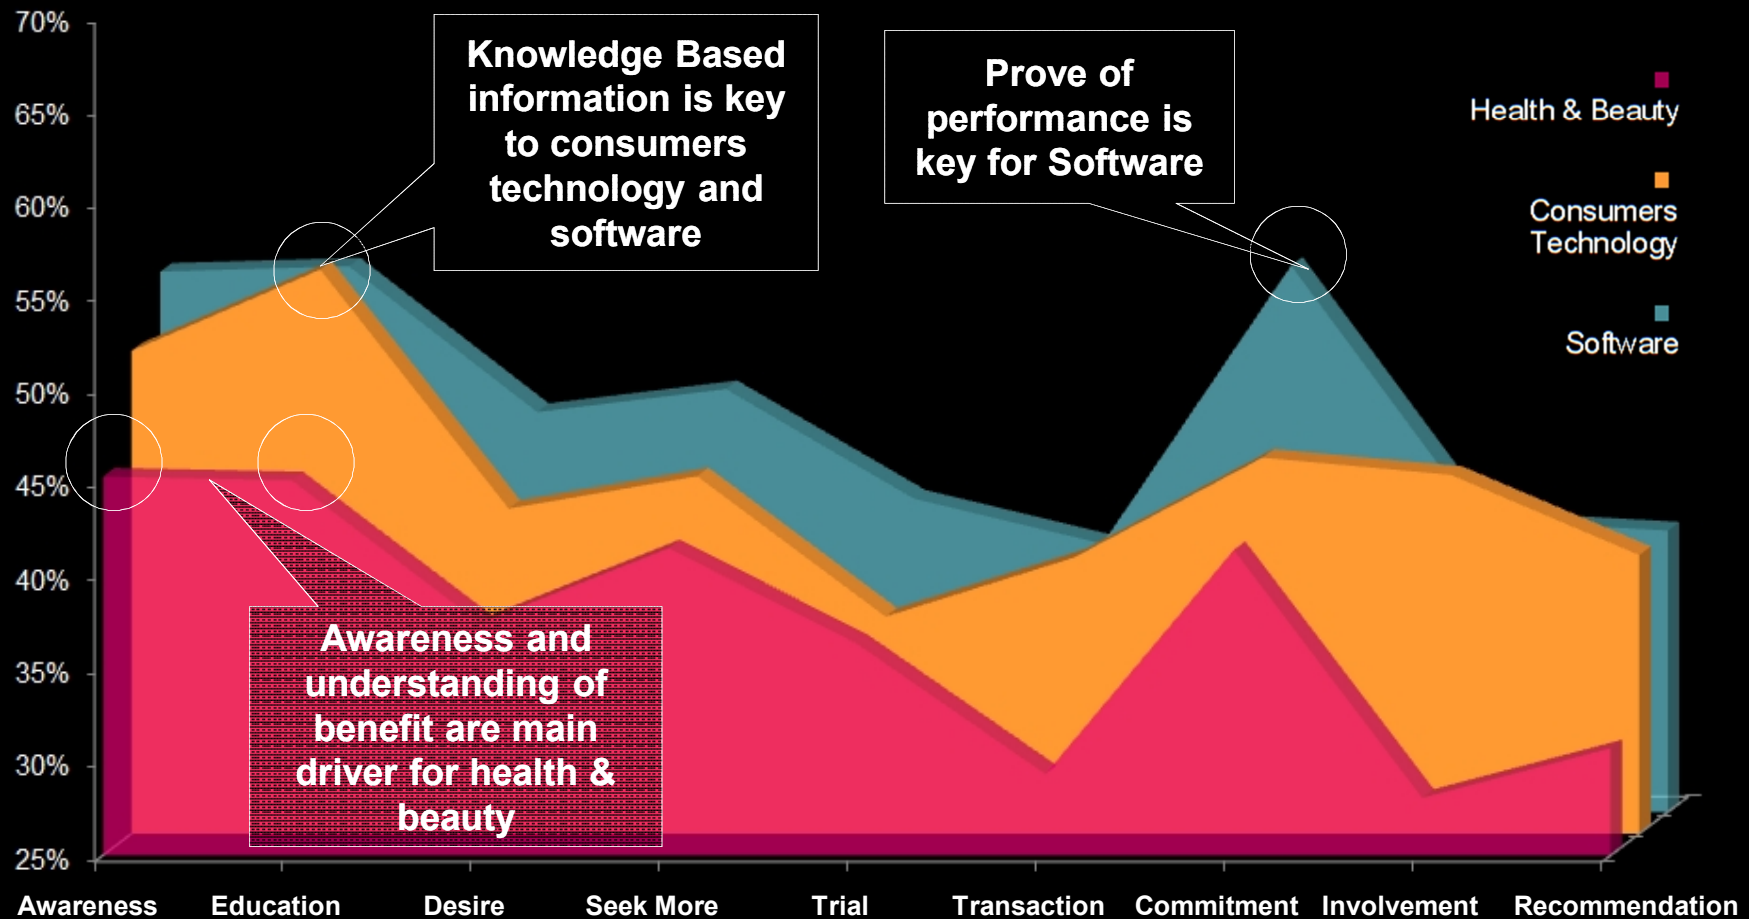 70%
65%
60%
55%
50%
45%
40%
35%
30%
25%
Knowledge Based
information is key
to consumers
technology and
software
Prove of
performance is
key for Software
Health & Beauty
Consumers
Technology
Software
Awareness and
understanding of
benefit are main
driver for health &
beauty
Awareness Education Desire Seek More Trial Transaction Commitment Involvement Recommendation